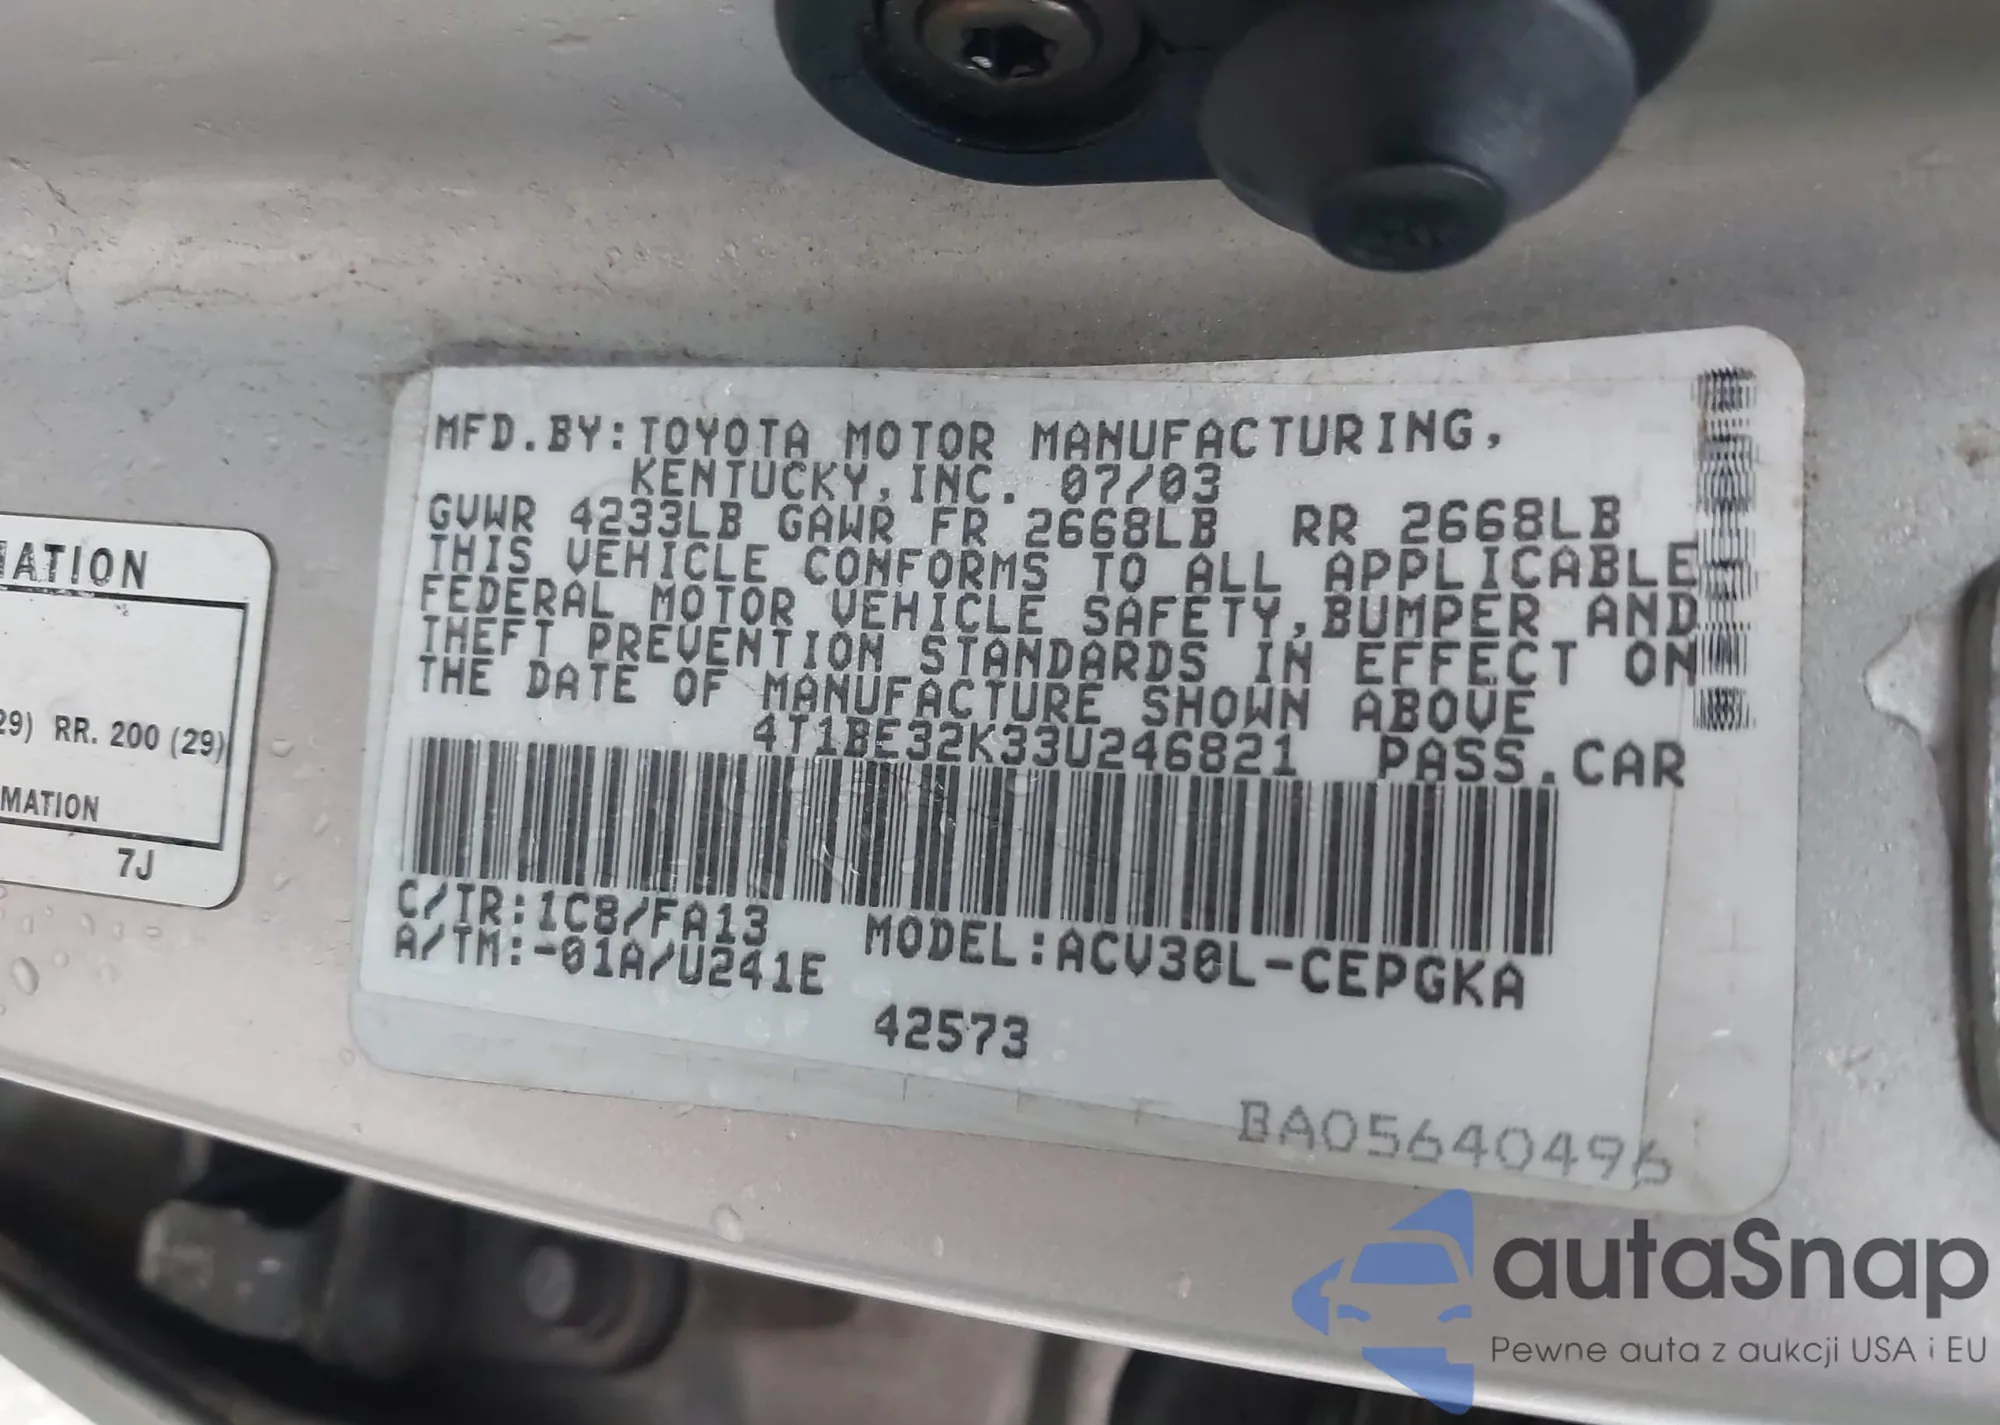 MATION
29) RR. 200 (29)
MATION
7J
MFD.BY:TOYOTA MOTOR MANUFACTURING,
KENTUCKY,INC. 07/03
GVWR 4233LB GAWR FR 2668LB RR 2668LB
THIS VEHICLE CONFORMS TO ALL APPLICABLE
FEDERAL MOTOR VEHICLE SAFETY,BUMPER AND
THEFT PREVENTION STANDARDS IN EFFECT ON
THE DATE OF MANUFACTURE SHOWN ABOVE
4T1BE32K33U246821 PASS.CAR
C/TR:1C8/FA13 MODEL:ACV30L-CEPGKA
A/TM:-01A/U241E
42573
BA05640496
autaSnap
Pewne auta z aukcji USA i EU